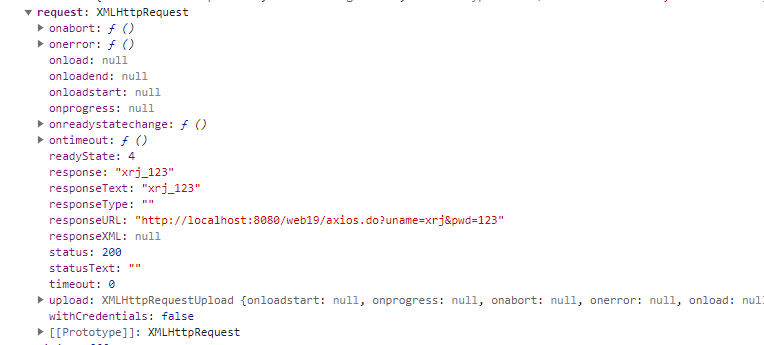 request: XMLHttpRequest
onabort: ƒ ()
onerror: ƒ ()
onload: null
onloadend: null
onloadstart: null
onprogress: null
onreadystatechange: ƒ ()
ontimeout: ƒ ()
readyState: 4
response: "xrj_123"
responseText: "xrj_123"
responseType: ""
responseURL: "http://localhost:8080/web19/axios.do?uname=xrj&pwd=123"
responseXML: null
status: 200
statusText: ""
timeout: 0
upload: XMLHttpRequestUpload {onloadstart: null, onprogress: null, onabort: null, onerror: null, onload: nul
withCredentials: false
[[Prototype]]: XMLHttpRequest